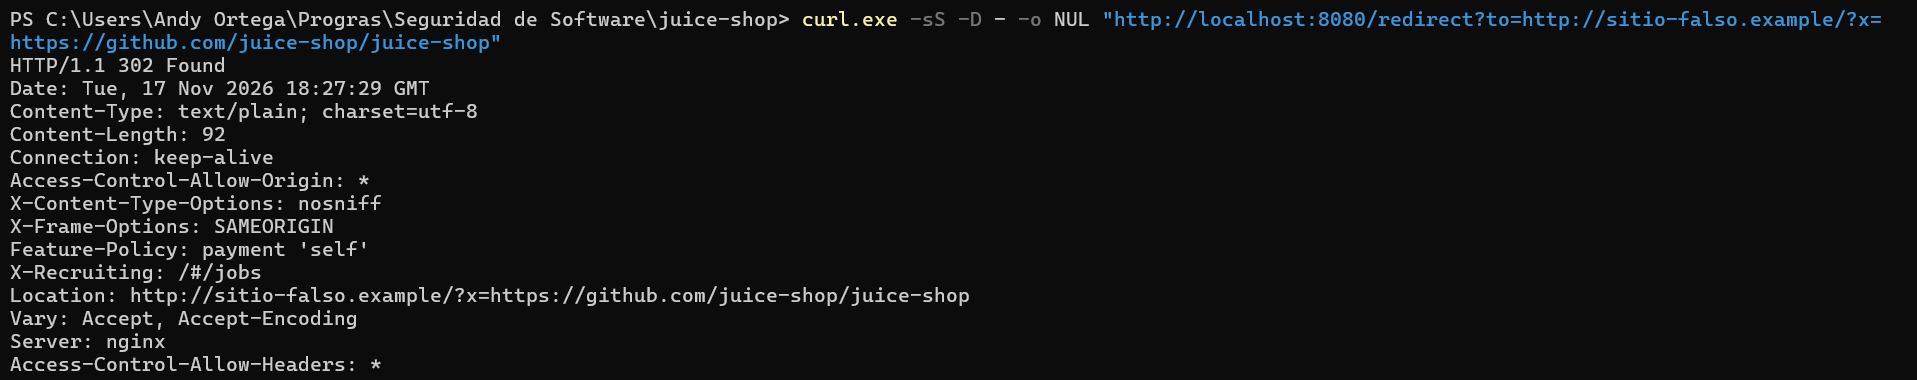 PS C:\Users\Andy Ortega\Progras\Seguridad de Software\juice-shop> curl.exe -sS -D - -o NUL "http://localhost:8080/redirect?to=http://sitio-falso.example/?x=
https://github.com/juice-shop/juice-shop"
HTTP/1.1 302 Found
Date: Tue, 17 Nov 2026 18:27:29 GMT
Content-Type: text/plain; charset=utf-8
Content-Length: 92
Connection: keep-alive
Access-Control-Allow-Origin: *
X-Content-Type-Options: nosniff
X-Frame-Options: SAMEORIGIN
Feature-Policy: payment 'self'
X-Recruiting: /#/jobs
Location: http://sitio-falso.example/?x=https://github.com/juice-shop/juice-shop
Vary: Accept, Accept-Encoding
Server: nginx
Access-Control-Allow-Headers: *